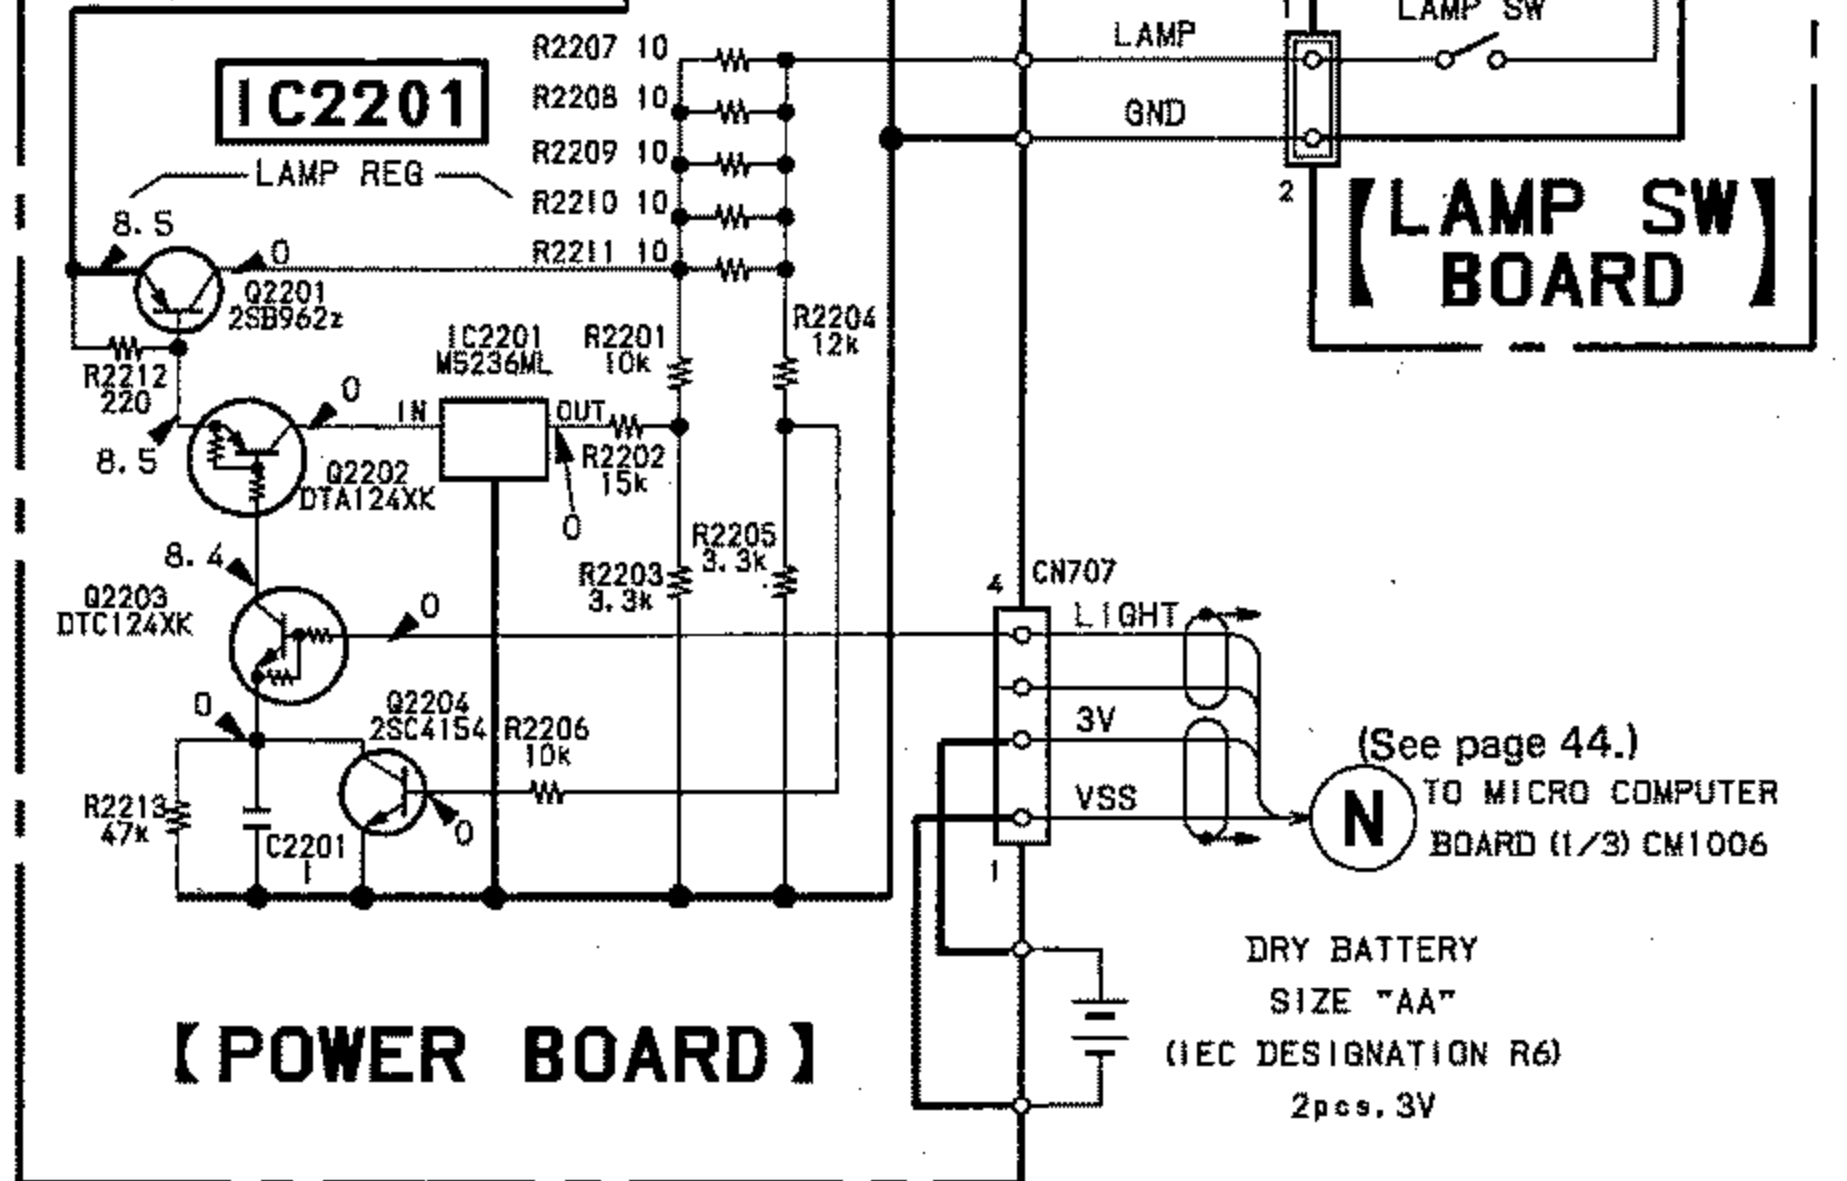 1
LAMP SW
LAMP
GND
2
【LAMP SW
BOARD】
R2207 10
R2208 10
R2209 10
R2210 10
R2211 10
IC2201
LAMP REG
8.5
0
Q2201
2SB962z
R2212
220
8.5
0
IC2201
M5236ML
IN
OUT
R2201
10k
R2204
12k
R2202
15k
0
Q2202
DTA124XK
8.4
Q2203
DTC124XK
0
R2203
3.3k
R2205
3.3k
0
Q2204
2SC4154
R2206
10k
0
R2213
47k
C2201
1
4
CN707
LIGHT
3V
VSS
1
(See page 44.)
N
TO MICRO COMPUTER
BOARD (1/3) CM1006
DRY BATTERY
SIZE "AA"
(IEC DESIGNATION R6)
2pcs. 3V
【POWER BOARD】